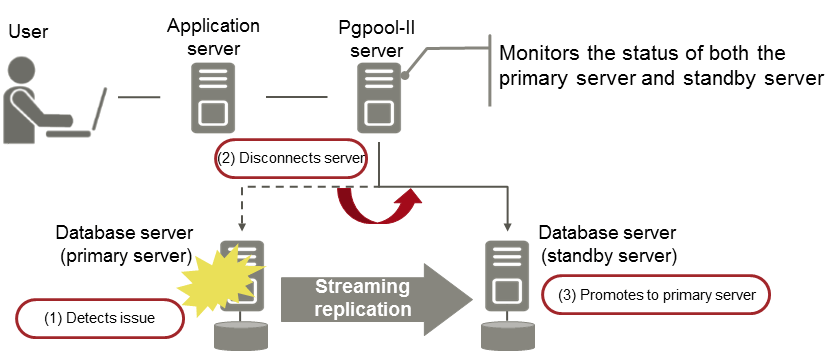 User
Application
server
Pgpool-II
server
Monitors the status of both the
primary server and standby server
(2) Disconnects server
Database server
(primary server)
Database server
(standby server)
Streaming
replication
(1) Detects issue
(3) Promotes to primary server